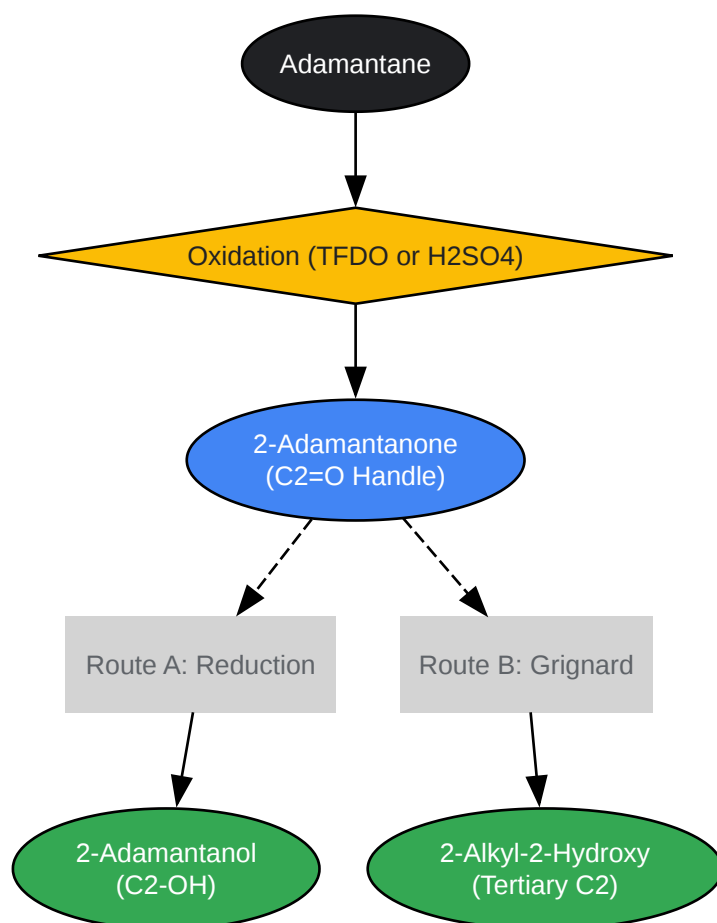 Adamantane
Oxidation (TFDO or H2SO4)
2-Adamantanone
(C2=O Handle)
Route A: Reduction
Route B: Grignard
2-Adamantanol
(C2-OH)
2-Alkyl-2-Hydroxy
(Tertiary C2)